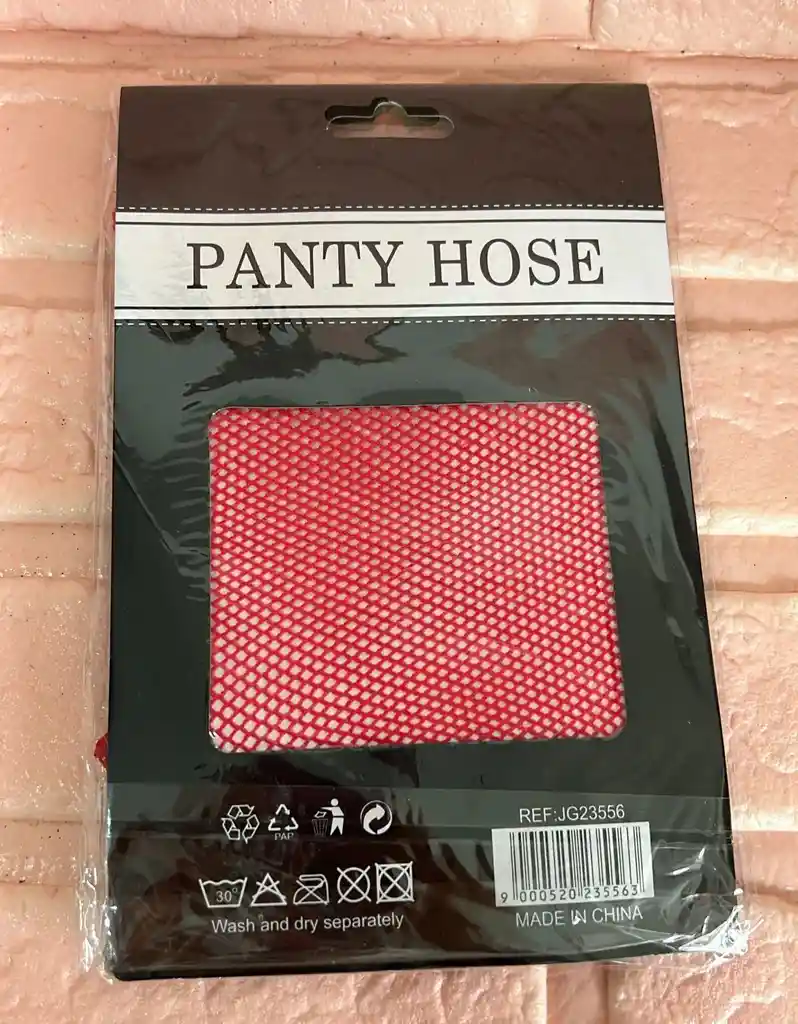 PANTY HOSE
PAP
REF:JG23556
30°
9 000520 235563
Wash and dry separately
MADE IN CHINA